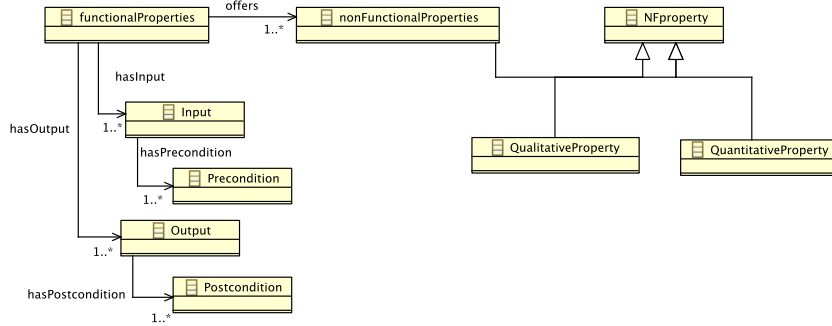 offers
functionalProperties
nonFunctionalProperties
NFproperty
1..*
hasInput
Input
hasOutput
1..*
QualitativeProperty
QuantitativeProperty
hasPrecondition
Precondition
1..*
Output
1..*
Postcondition
hasPostcondition
1..*